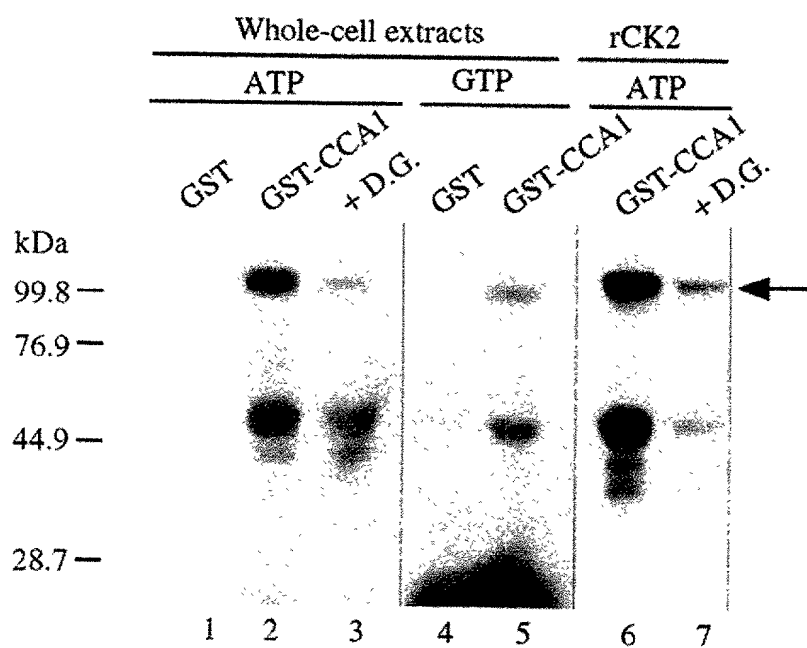 Whole-cell extracts rCK2
ATP GTP ATP
GST GST-CCA1 + D.G. GST GST-CCA1 GST-CCA1 + D.G.
kDa
99.8
76.9
44.9
28.7
1 2 3 4 5 6 7